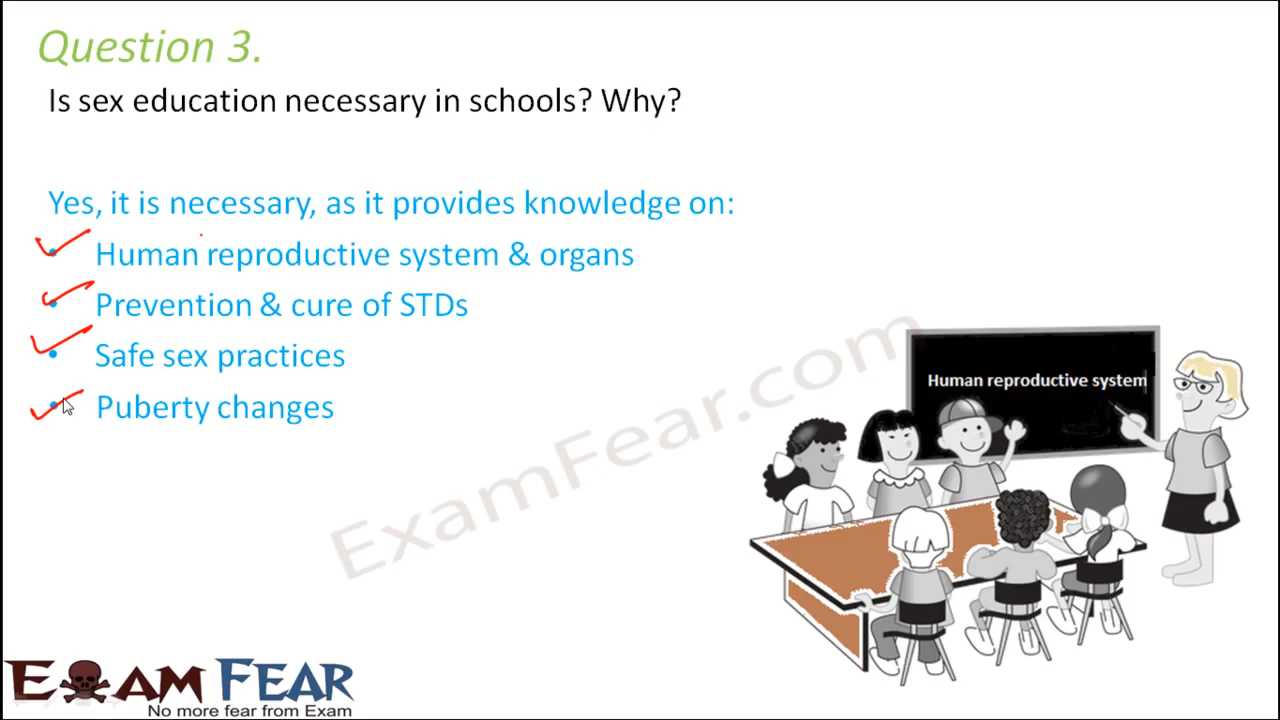 Question 3.
Is sex education necessary in schools? Why?
Yes, it is necessary, as it provides knowledge on:
• Human reproductive system & organs
• Prevention & cure of STDs
• Safe sex practices
• Puberty changes
Human reproductive system
ExamFear.com
EXAM FEAR
No more fear from Exam